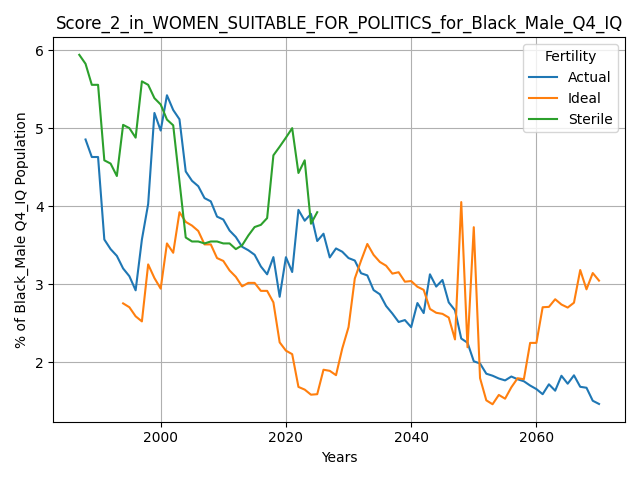 Score_2_in_WOMEN_SUITABLE_FOR_POLITICS_for_Black_Male_Q4_IQ
Fertility
Actual
Ideal
Sterile
% of Black_Male Q4_IQ Population
6
5
4
3
2
2000 2020 2040 2060
Years